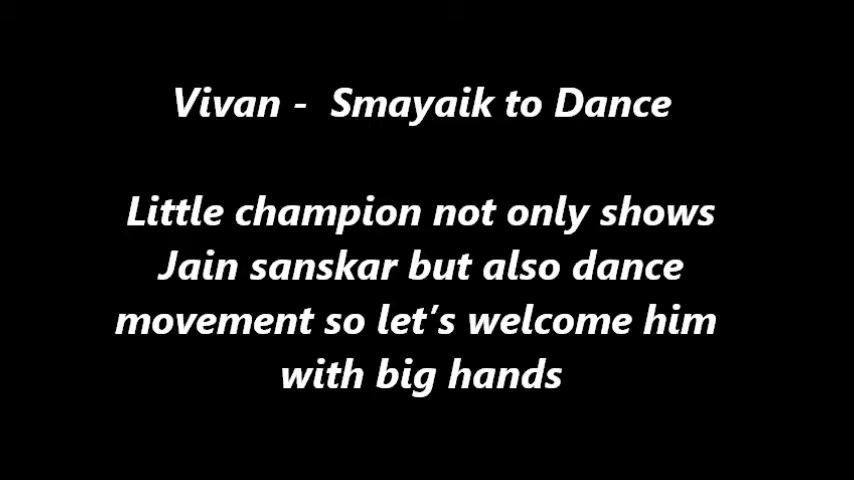 Vivan -  Smayaik to Dance
Little champion not only shows
Jain sanskar but also dance
movement so let’s welcome him
with big hands